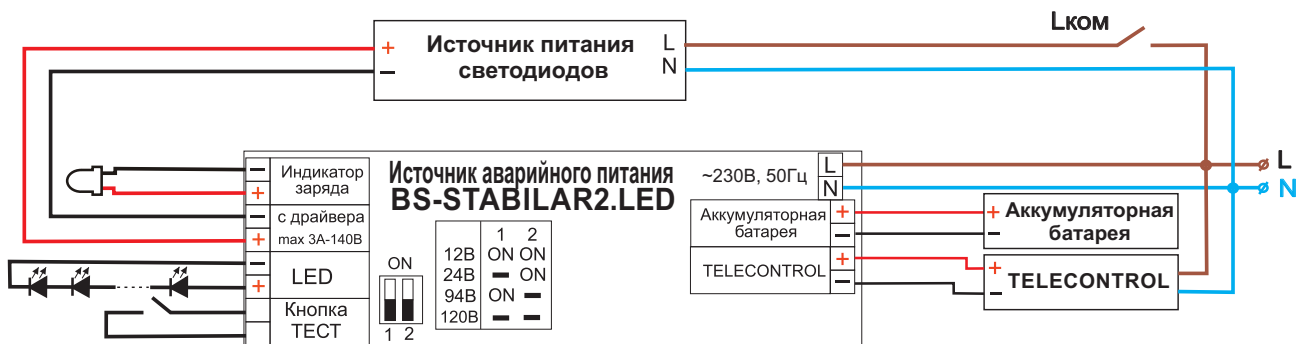 Lком
+ Источник питания L
− светодиодов N
− Индикатор
+ заряда
− с драйвера
+ max 3А-140В
− LED
+
Кнопка
ТЕСТ
Источник аварийного питания
BS-STABILAR2.LED
ON
1 2
1 2
12В ON ON
24В − ON
94В ON −
120В − −
~230В, 50Гц L
N
Аккумуляторная +
батарея −
TELECONTROL +
−
L
N
+ Аккумуляторная
− батарея
+ TELECONTROL
−